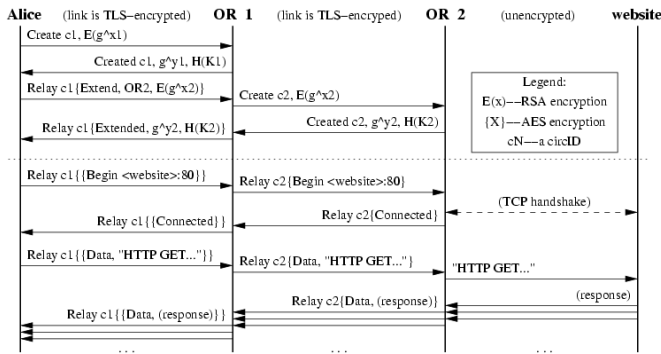 Alice (link is TLS-encrypted) OR 1 (link is TLS-encrypted) OR 2 (unencrypted) website
Create c1, E(g^x1)
Created c1, g^y1, H(K1)
Relay c1{Extend, OR2, E(g^x2)}
Create c2, E(g^x2)
Created c2, g^y2, H(K2)
Relay c1{Extended, g^y2, H(K2)}
Legend:
E(x)--RSA encryption
{X}--AES encryption
cN--a circID
Relay c1{{Begin <website>:80}}
Relay c2{Begin <website>:80}
(TCP handshake)
Relay c2{Connected}
Relay c1{{Connected}}
Relay c1{{Data, "HTTP GET..."}}
Relay c2{Data, "HTTP GET..."}
"HTTP GET..."
(response)
Relay c2{Data, (response)}
Relay c1{{Data, (response)}}
... ... ...